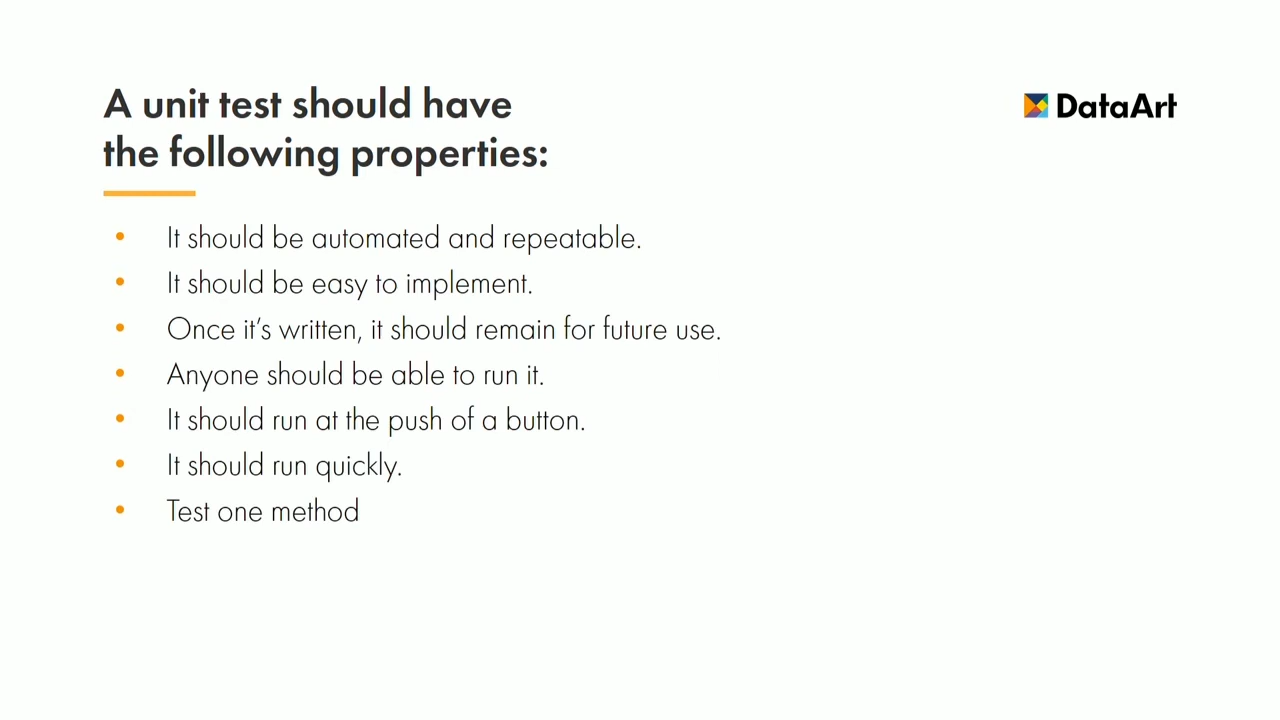 A unit test should have
the following properties:
DataArt
• It should be automated and repeatable.
• It should be easy to implement.
• Once it's written, it should remain for future use.
• Anyone should be able to run it.
• It should run at the push of a button.
• It should run quickly.
• Test one method